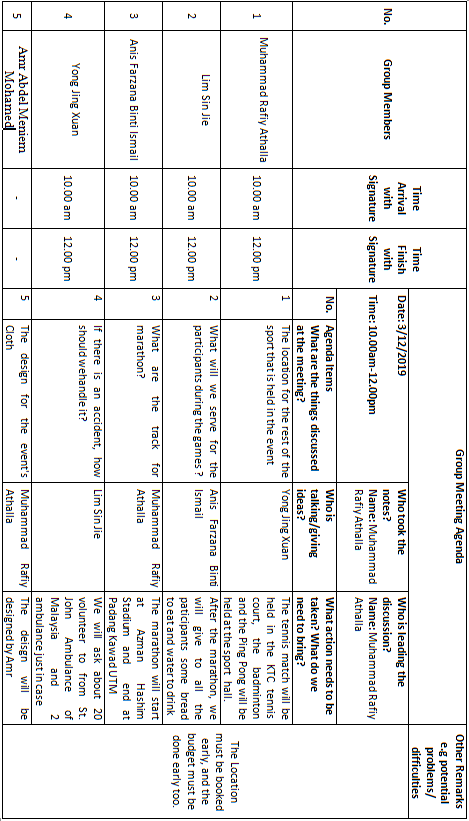 No.
Group Members
Time
Arrival
with
Signature
Time
Finish
with
Signature
Group Meeting Agenda
Other Remarks
e.g potential
problems/
difficulties
Date: 3/12/2019
Time: 10.00am-12.00pm
Who took the
notes?
Name: Muhammad
Rafiy Athalla
Who is leading the
discussion?
Name: Muhammad Rafiy
Athalla
No.
Agenda Items
What are the things discussed
at the meeting?
Who is
talking/giving
ideas?
What action needs to be
taken? What do we
need to bring?
1
Muhammad Rafiy Athalla
10.00 am
12.00 pm
1
The location for the rest of the
sport that is held in the event
Yong Jing Xuan
The tennis match will be
held in the KTC tennis
court, the badminton
and the Ping Pong will be
held at the sport hall.
The Location
must be booked
early, and the
budget must be
done early too.
2
Lim Sin Jie
10.00 am
12.00 pm
2
What will we serve for the
participants during the games ?
Anis Farzana Binti
Ismail
After the marathon, we
will give to all the
paticipants some bread
to eat and water to drink
3
Anis Farzana Binti Ismail
10.00 am
12.00 pm
3
What are the track for
marathon?
Muhammad Rafiy
Athalla
The marathon will start
at Azman Hashim
Stadium and end at
Padang Kawad UTM
4
Yong Jing Xuan
10.00 am
12.00 pm
4
If there is an accident, how
should wehandle it?
Lim Sin Jie
We will ask about 20
volunteer to from St.
John Ambulance of
Malaysia and 2
ambulance just in case
5
Amr Abdel Meniem
Mohamed
-
-
5
The design for the event's
Cloth
Muhammad Rafiy
Athalla
The design will be
designed by Amr